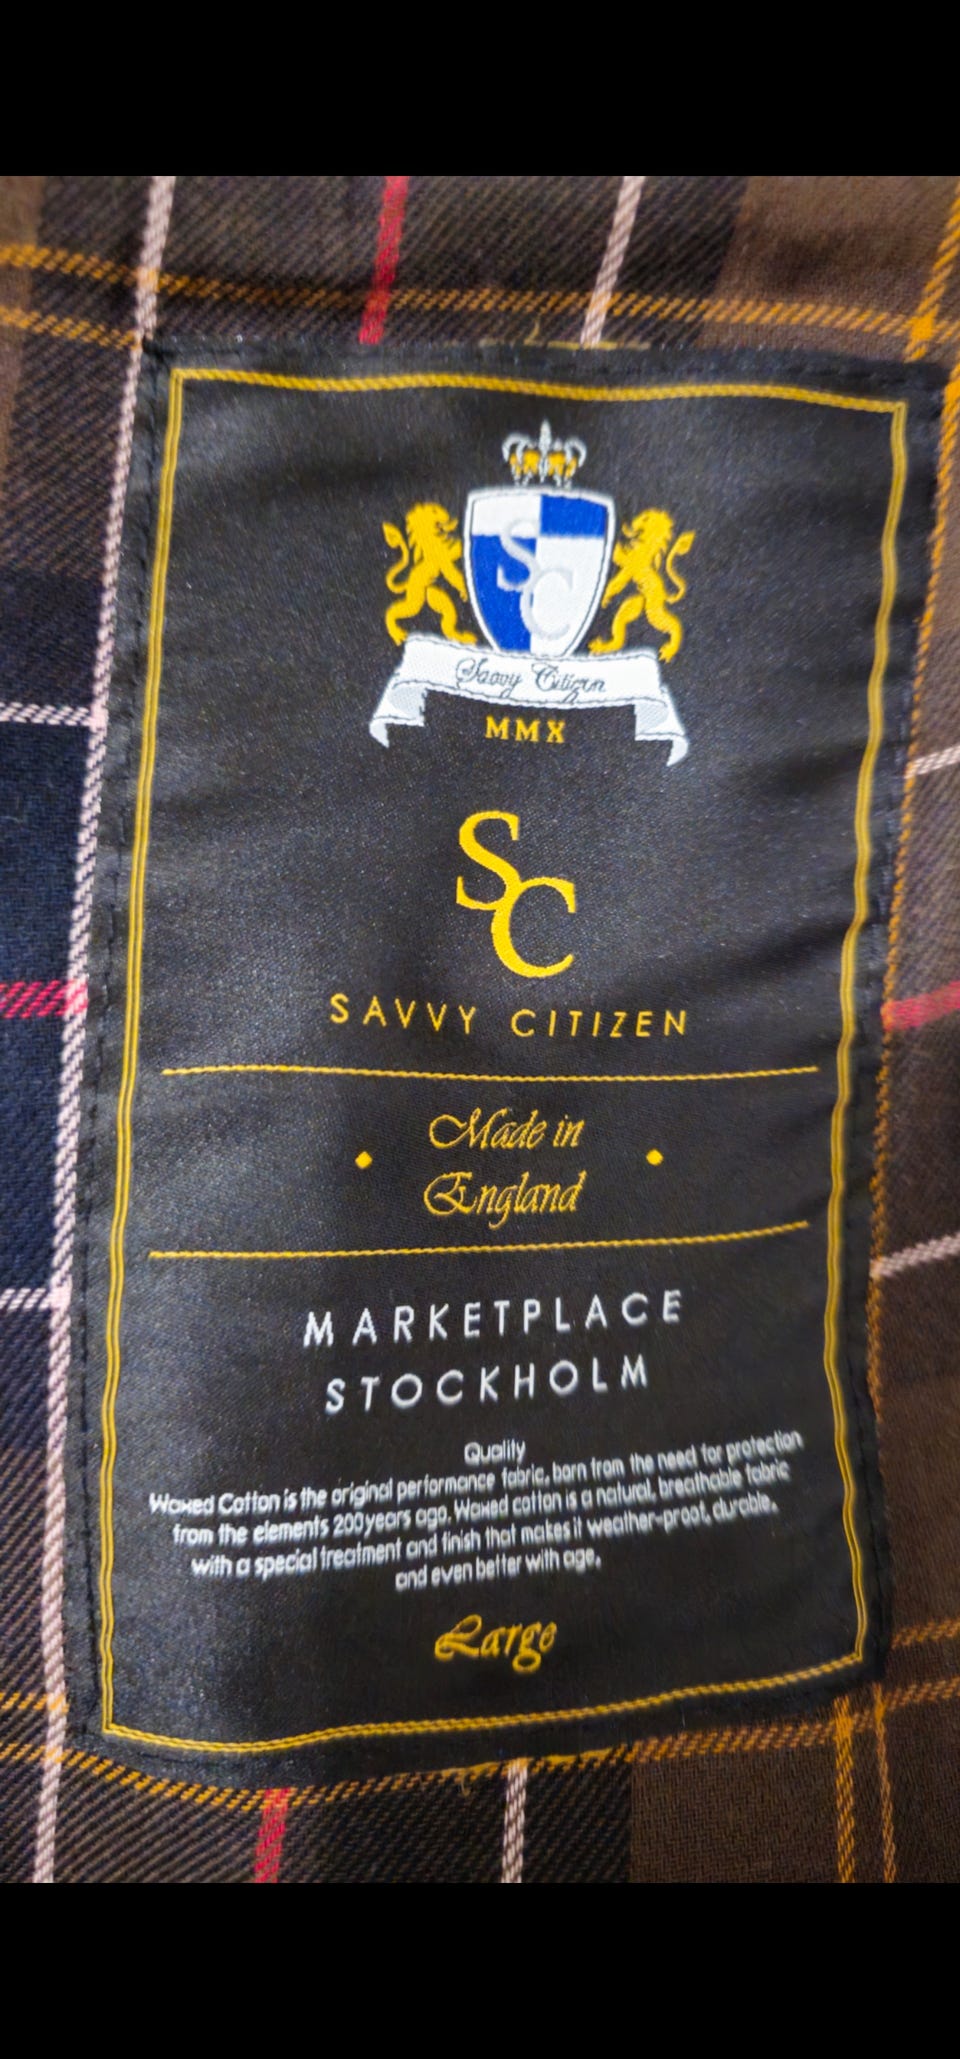 SC
Savvy Citizen
MMX
SC
SAVVY CITIZEN
Made in
England
MARKETPLACE
STOCKHOLM
Quality
Waxed Cotton is the original performance fabric, born from the need for protection
from the elements 200years ago. Waxed cotton is a natural, breathable fabric
with a special treatment and finish that makes it weather-proof, durable,
and even better with age.
Large